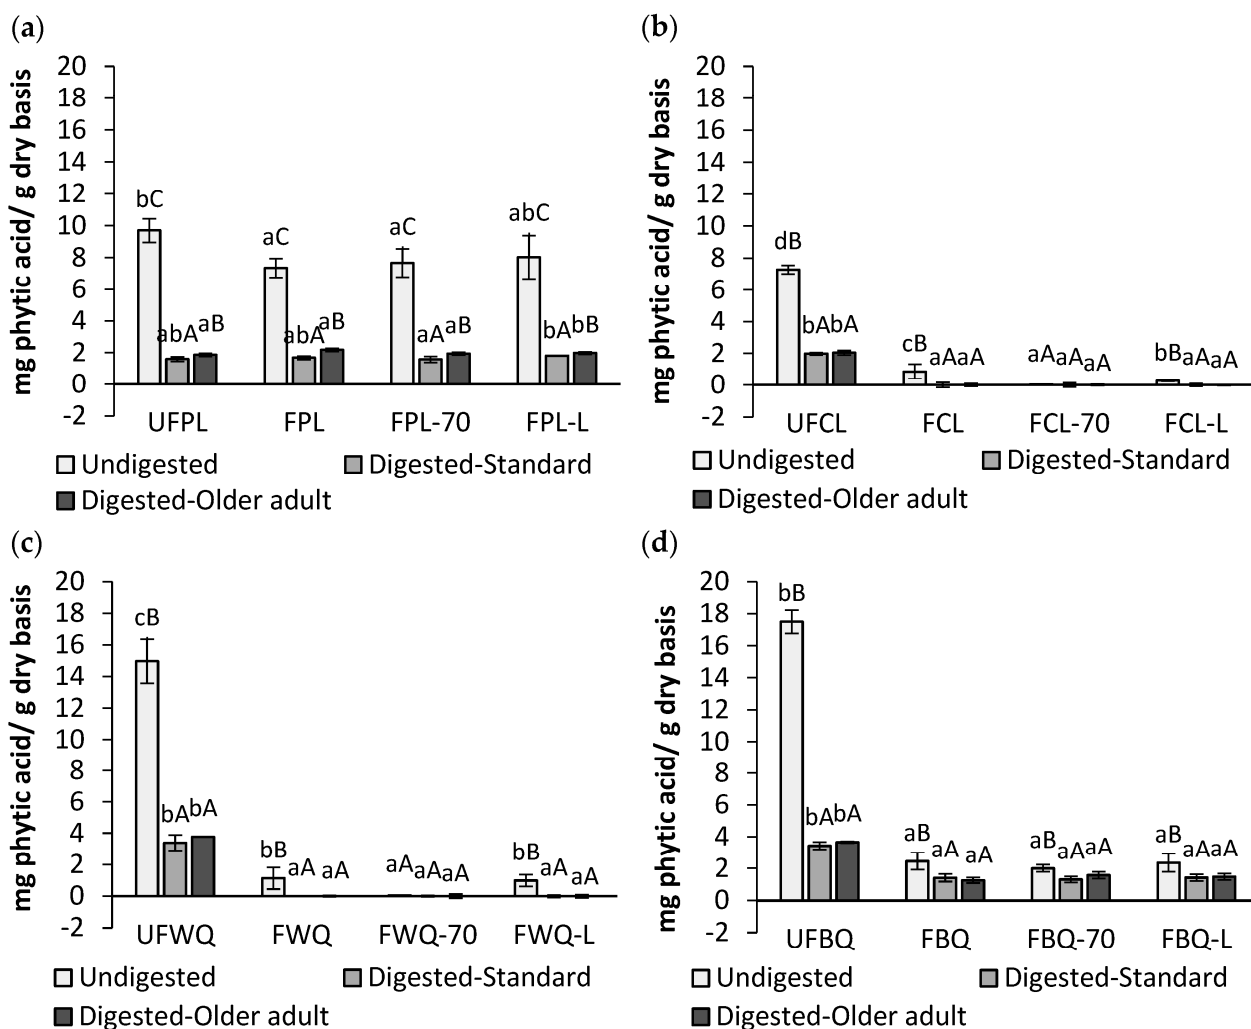 (a)
mg phytic acid/ g dry basis
20
18
16
14
12
10
8
6
4
2
0
-2
bC
abA
aB
aC
abA
aB
aC
aA
aB
abC
bA
bB
UFPL
FPL
FPL-70
FPL-L
Undigested
Digested-Standard
Digested-Older adult
(b)
mg phytic acid/ g dry basis
20
18
16
14
12
10
8
6
4
2
0
-2
dB
bA
bA
cB
aA
aA
aA
aA
aA
bB
aA
aA
UFCL
FCL
FCL-70
FCL-L
Undigested
Digested-Standard
Digested-Older adult
(c)
mg phytic acid/ g dry basis
20
18
16
14
12
10
8
6
4
2
0
-2
cB
bA
bA
bB
aA
aA
aA
aA
aA
bB
aA
aA
UFWQ
FWQ
FWQ-70
FWQ-L
Undigested
Digested-Standard
Digested-Older adult
(d)
mg phytic acid/ g dry basis
20
18
16
14
12
10
8
6
4
2
0
-2
bB
bA
bA
aB
aA
aA
aB
aA
aA
aB
aA
aA
UFBQ
FBQ
FBQ-70
FBQ-L
Undigested
Digested-Standard
Digested-Older adult